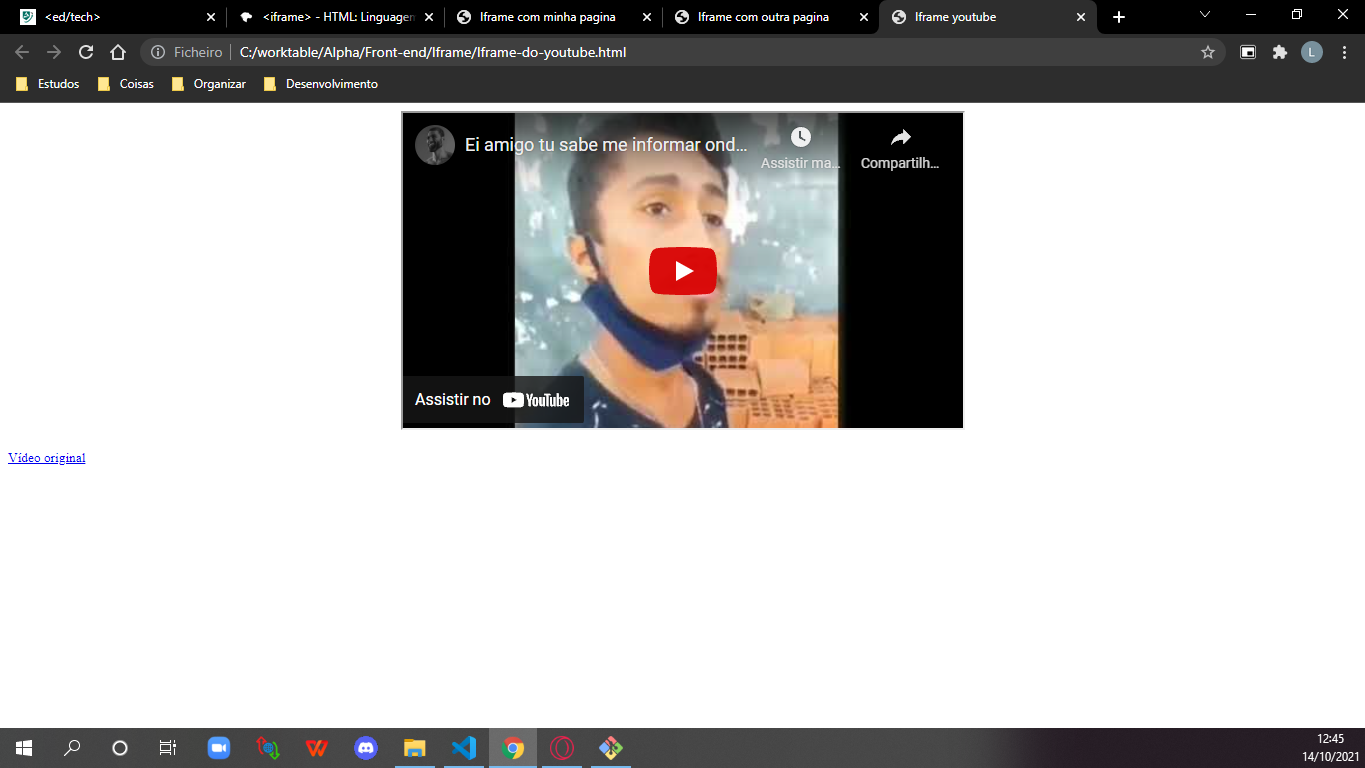 <ed/tech>
<iframe> - HTML: Linguagem
Iframe com minha pagina
Iframe com outra pagina
Iframe youtube
Ficheiro
C:/worktable/Alpha/Front-end/Iframe/Iframe-do-youtube.html
L
Estudos
Coisas
Organizar
Desenvolvimento
Ei amigo tu sabe me informar ond...
Assistir ma...
Compartilh...
Assistir no YouTube
Vídeo original
12:45
14/10/2021